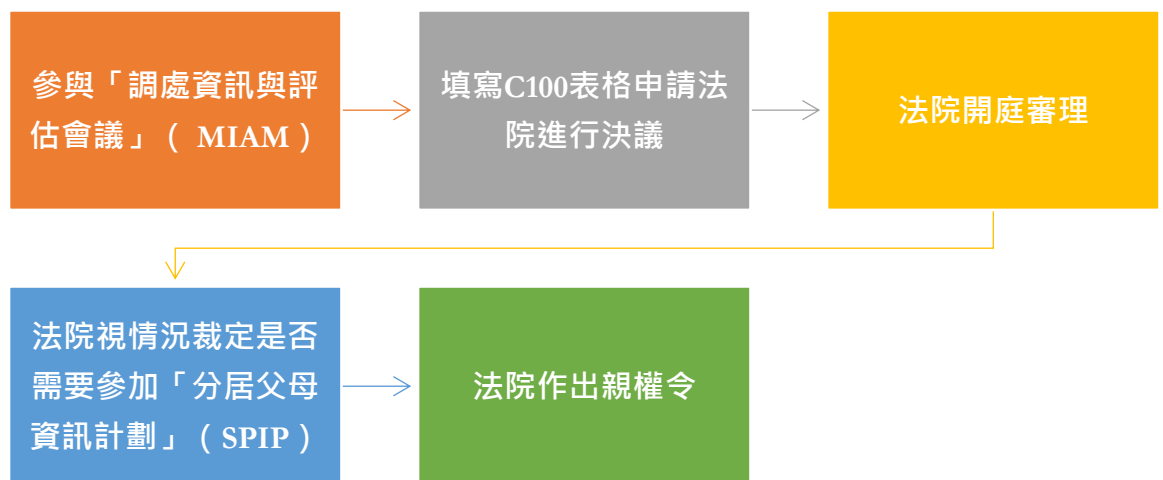 參與「調處資訊與評
估會議」（ MIAM）
填寫C100表格申請法
院進行決議
法院開庭審理
法院視情況裁定是否
需要參加「分居父母
資訊計劃」（SPIP）
法院作出親權令